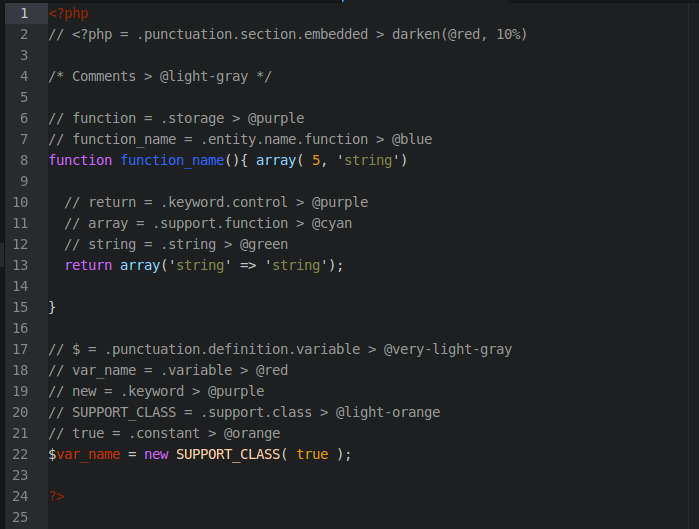 1 <?php
2 // <?php = .punctuation.section.embedded > darken(@red, 10%)
3
4 /* Comments > @light-gray */
5
6 // function = .storage > @purple
7 // function_name = .entity.name.function > @blue
8 function function_name(){ array( 5, 'string')
9
10 // return = .keyword.control > @purple
11 // array = .support.function > @cyan
12 // string = .string > @green
13 return array('string' => 'string');
14
15 }
16
17 // $ = .punctuation.definition.variable > @very-light-gray
18 // var_name = .variable > @red
19 // new = .keyword > @purple
20 // SUPPORT_CLASS = .support.class > @light-orange
21 // true = .constant > @orange
22 $var_name = new SUPPORT_CLASS( true );
23
24 ?>
25